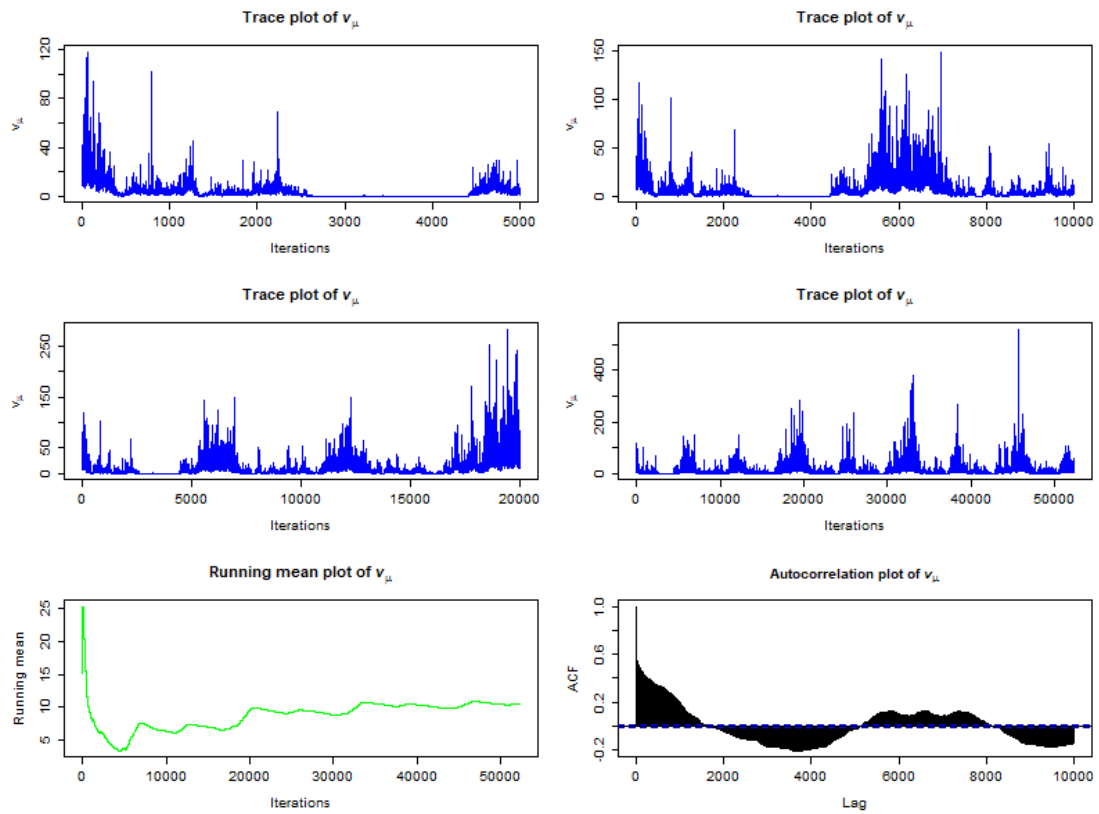 Trace plot of vμ
120
80
40
0
vμ
0 1000 2000 3000 4000 5000
Iterations
Trace plot of vμ
150
100
50
0
vμ
0 2000 4000 6000 8000 10000
Iterations
Trace plot of vμ
250
150
50
0
vμ
0 5000 10000 15000 20000
Iterations
Trace plot of vμ
400
200
0
vμ
0 10000 20000 30000 40000 50000
Iterations
Running mean plot of vμ
25
20
15
10
5
Running mean
0 10000 20000 30000 40000 50000
Iterations
Autocorrelation plot of vμ
1.0
0.6
0.2
-0.2
ACF
0 2000 4000 6000 8000 10000
Lag